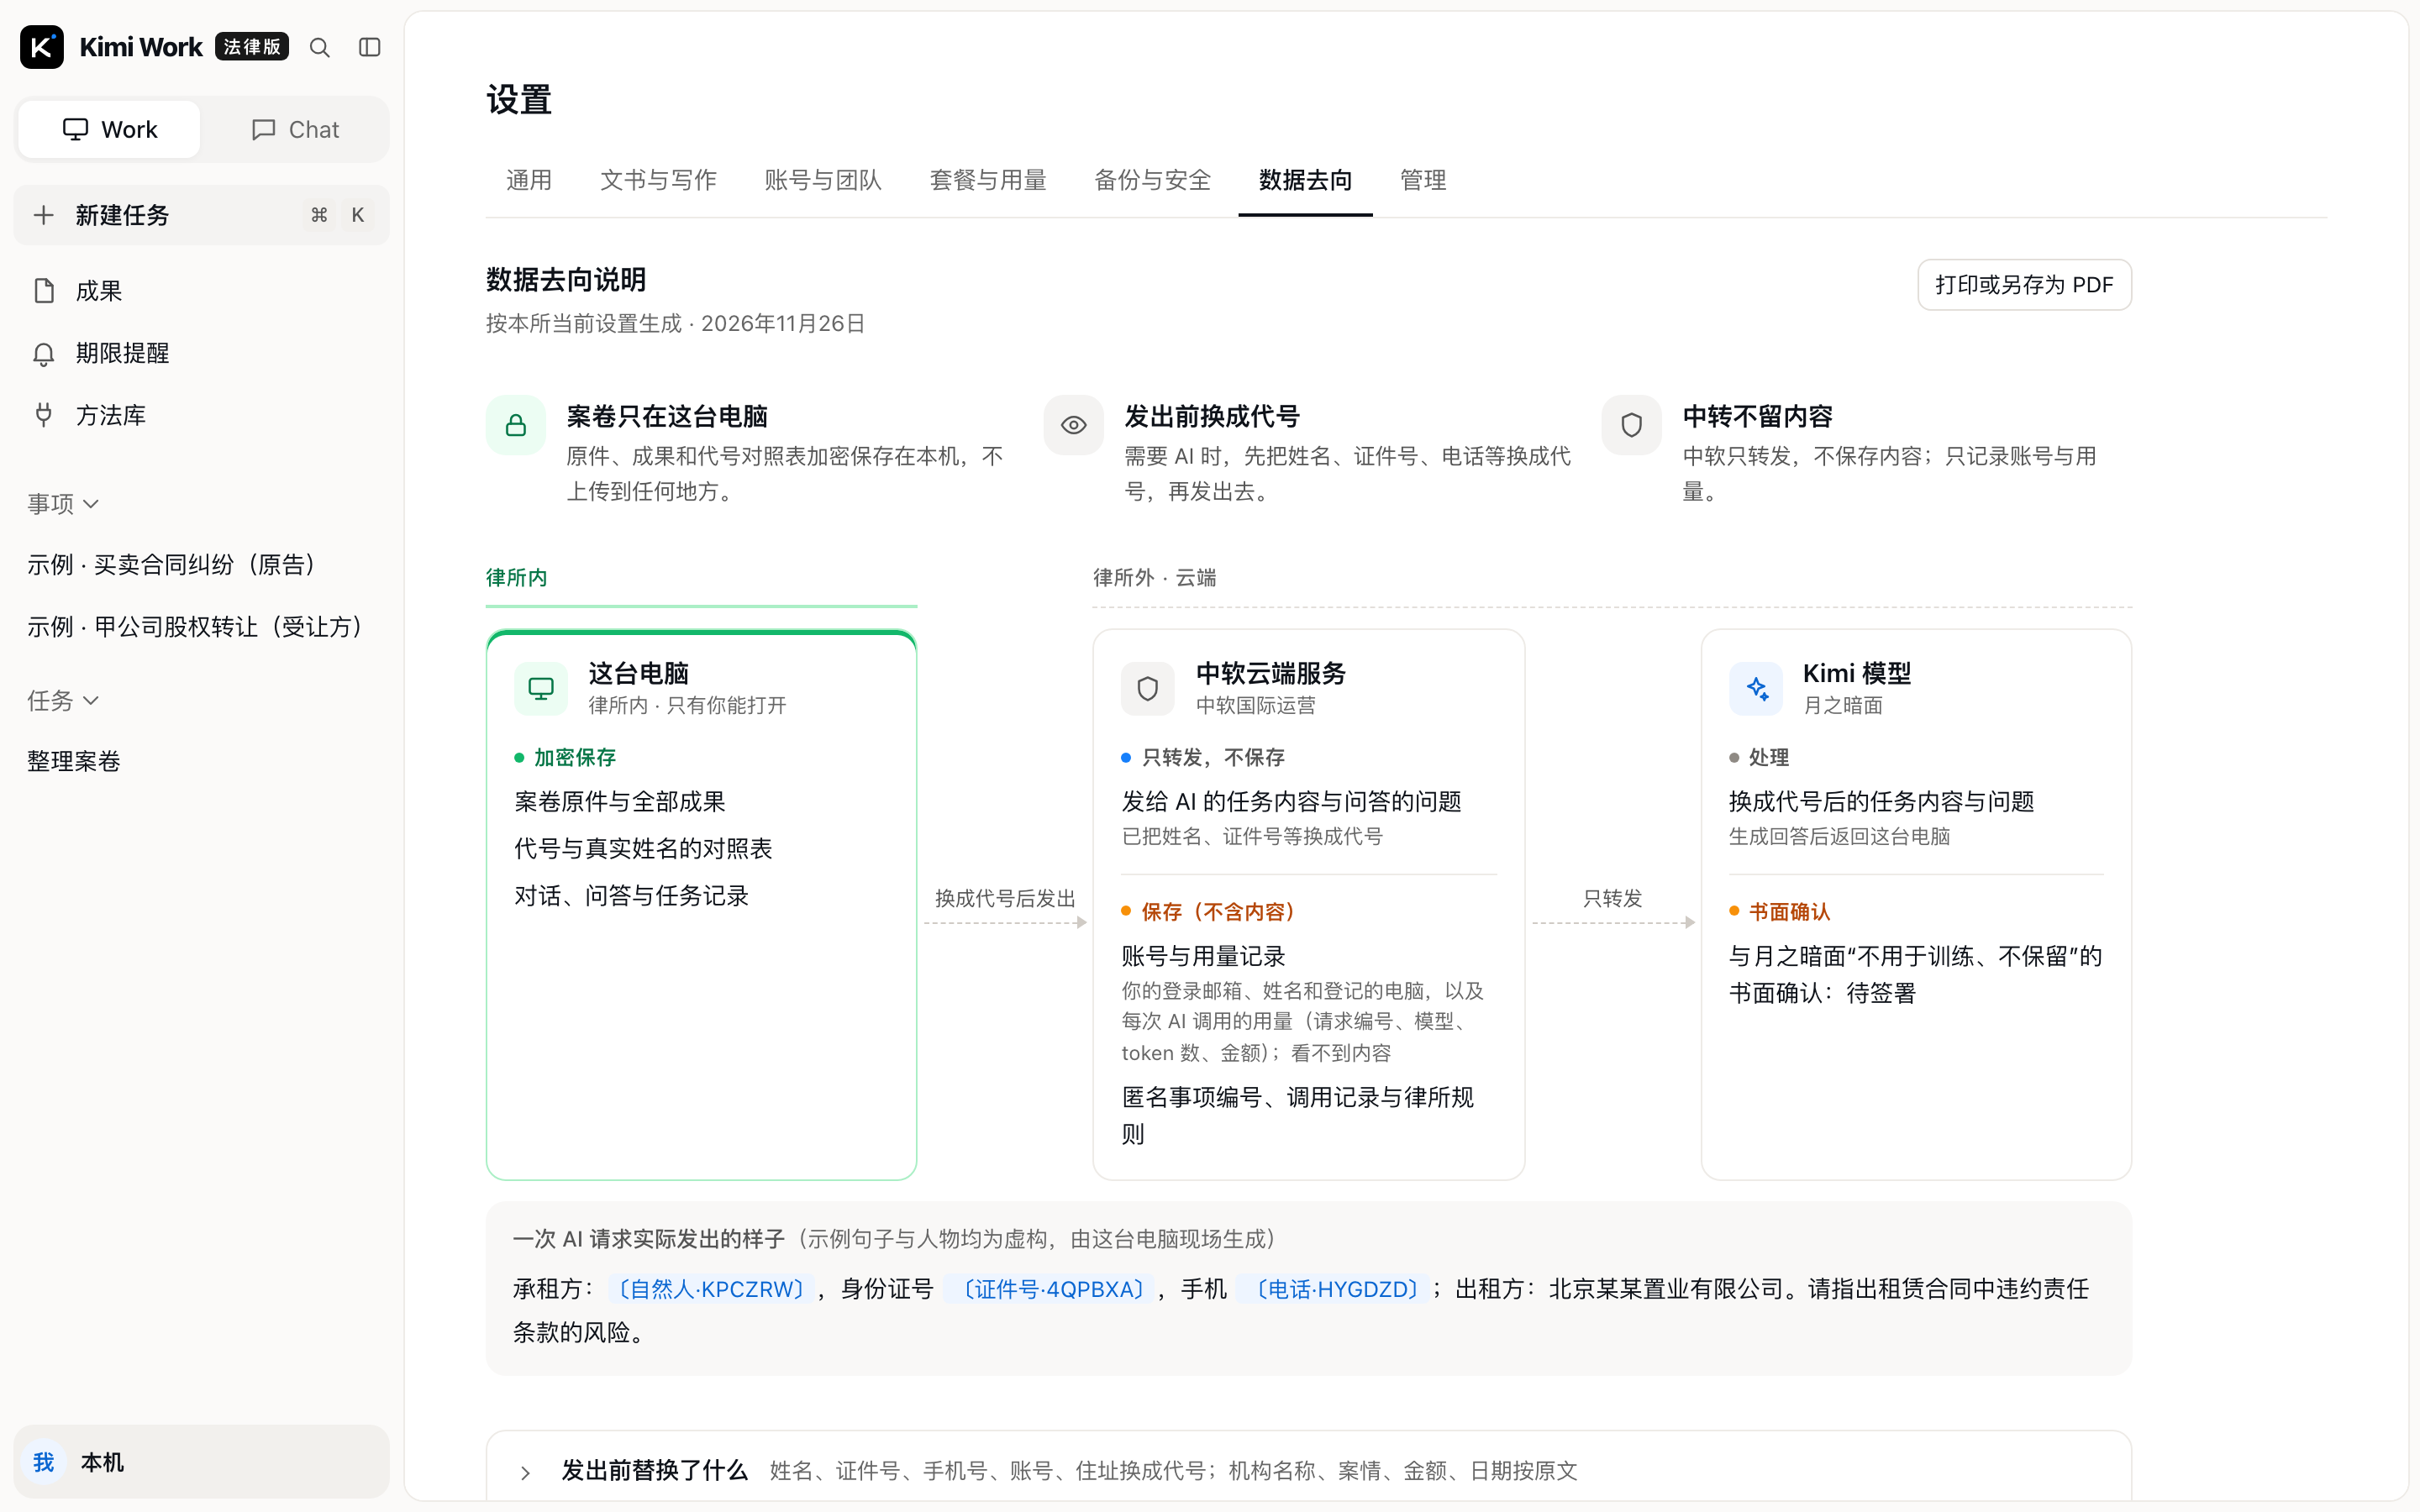 Kimi Work 法律版
Work
Chat
新建任务 ⌘ K
成果
期限提醒
方法库
事项
示例 · 买卖合同纠纷（原告）
示例 · 甲公司股权转让（受让方）
任务
整理案卷
我 本机
设置
通用 文书与写作 账号与团队 套餐与用量 备份与安全 数据去向 管理
数据去向说明
按本所当前设置生成 · 2026年11月26日
打印或另存为 PDF
案卷只在这台电脑
原件、成果和代号对照表加密保存在本机，不
上传到任何地方。
发出前换成代号
需要 AI 时，先把姓名、证件号、电话等换成代
号，再发出去。
中转不留内容
中软只转发，不保存内容；只记录账号与用
量。
律所内
律所外 · 云端
这台电脑
律所内 · 只有你能打开
加密保存
案卷原件与全部成果
代号与真实姓名的对照表
对话、问答与任务记录
换成代号后发出
中软云端服务
中软国际运营
只转发，不保存
发给 AI 的任务内容与问答的问题
已把姓名、证件号等换成代号
保存（不含内容）
账号与用量记录
你的登录邮箱、姓名和登记的电脑，以及
每次 AI 调用的用量（请求编号、模型、
token 数、金额）；看不到内容
匿名事项编号、调用记录与律所规
则
只转发
Kimi 模型
月之暗面
处理
换成代号后的任务内容与问题
生成回答后返回这台电脑
书面确认
与月之暗面“不用于训练、不保留”的
书面确认：待签署
一次 AI 请求实际发出的样子（示例句子与人物均为虚构，由这台电脑现场生成）
承租方：〔自然人·KPCZRW〕，身份证号〔证件号·4QPBXA〕，手机〔电话·HYGDZD〕；出租方：北京某某置业有限公司。请指出租赁合同中违约责任
条款的风险。
发出前替换了什么 姓名、证件号、手机号、账号、住址换成代号；机构名称、案情、金额、日期按原文